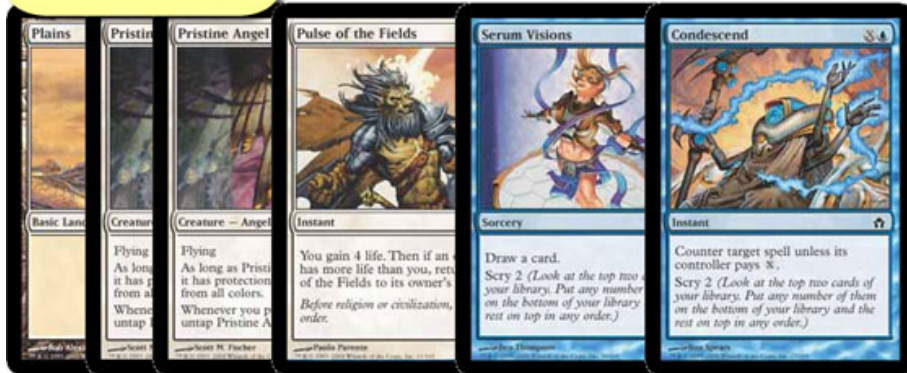 Plains
Basic Land
Pristin
Creature
Flying
As long
it has p
from al
Whene
untap
Scott M
Pristine Angel
Creature — Angel
Flying
As long as Pristi
it has protection
from all colors.
Whenever you p
untap Pristine A
Scott M. Fischer
Pulse of the Fields
Instant
You gain 4 life. Then if an
has more life than you, retu
of the Fields to its owner's
Before religion or civilization,
order.
Paolo Parente
Serum Visions
Sorcery
Draw a card.
Scry 2 (Look at the top two
your library. Put any number
on the bottom of your library
rest on top in any order.)
Ben Thompson
Condescend
X
Instant
Counter target spell unless its
controller pays X.
Scry 2 (Look at the top two cards of
your library. Put any number of them
on the bottom of your library and the
rest on top in any order.)
Ron Spears